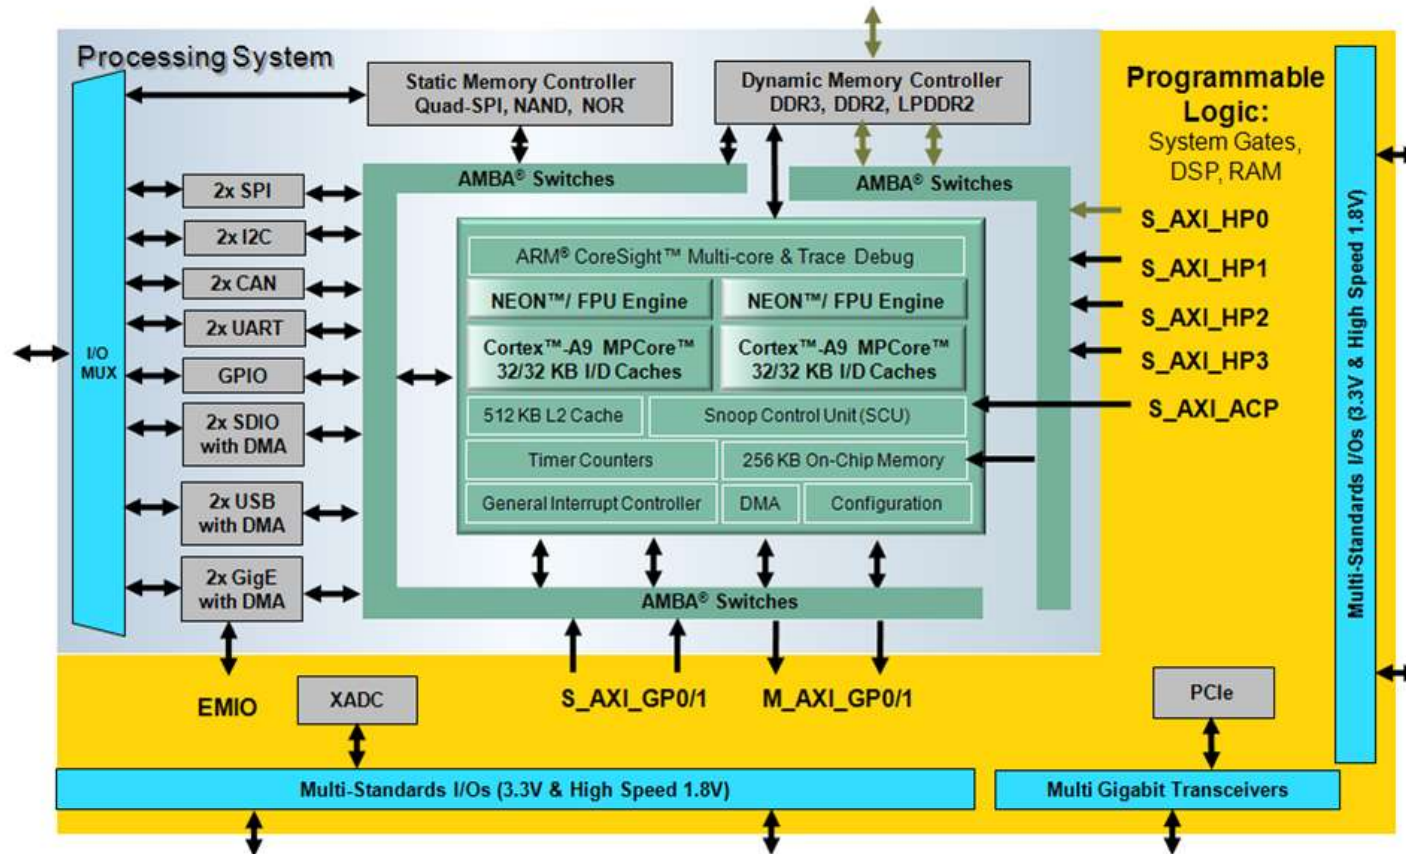 Processing System
Static Memory Controller
Quad-SPI, NAND, NOR
Dynamic Memory Controller
DDR3, DDR2, LPDDR2
Programmable
Logic:
System Gates,
DSP, RAM
AMBA® Switches
AMBA® Switches
2x SPI
2x I2C
2x CAN
2x UART
GPIO
2x SDIO
with DMA
2x USB
with DMA
2x GigE
with DMA
I/O
MUX
ARM® CoreSight™ Multi-core & Trace Debug
NEON™/ FPU Engine
NEON™/ FPU Engine
Cortex™-A9 MPCore™
32/32 KB I/D Caches
Cortex™-A9 MPCore™
32/32 KB I/D Caches
512 KB L2 Cache
Snoop Control Unit (SCU)
Timer Counters
256 KB On-Chip Memory
General Interrupt Controller
DMA
Configuration
S_AXI_HP0
S_AXI_HP1
S_AXI_HP2
S_AXI_HP3
S_AXI_ACP
Multi-Standards I/Os (3.3V & High Speed 1.8V)
AMBA® Switches
EMIO
XADC
S_AXI_GP0/1
M_AXI_GP0/1
PCIe
Multi-Standards I/Os (3.3V & High Speed 1.8V)
Multi Gigabit Transceivers